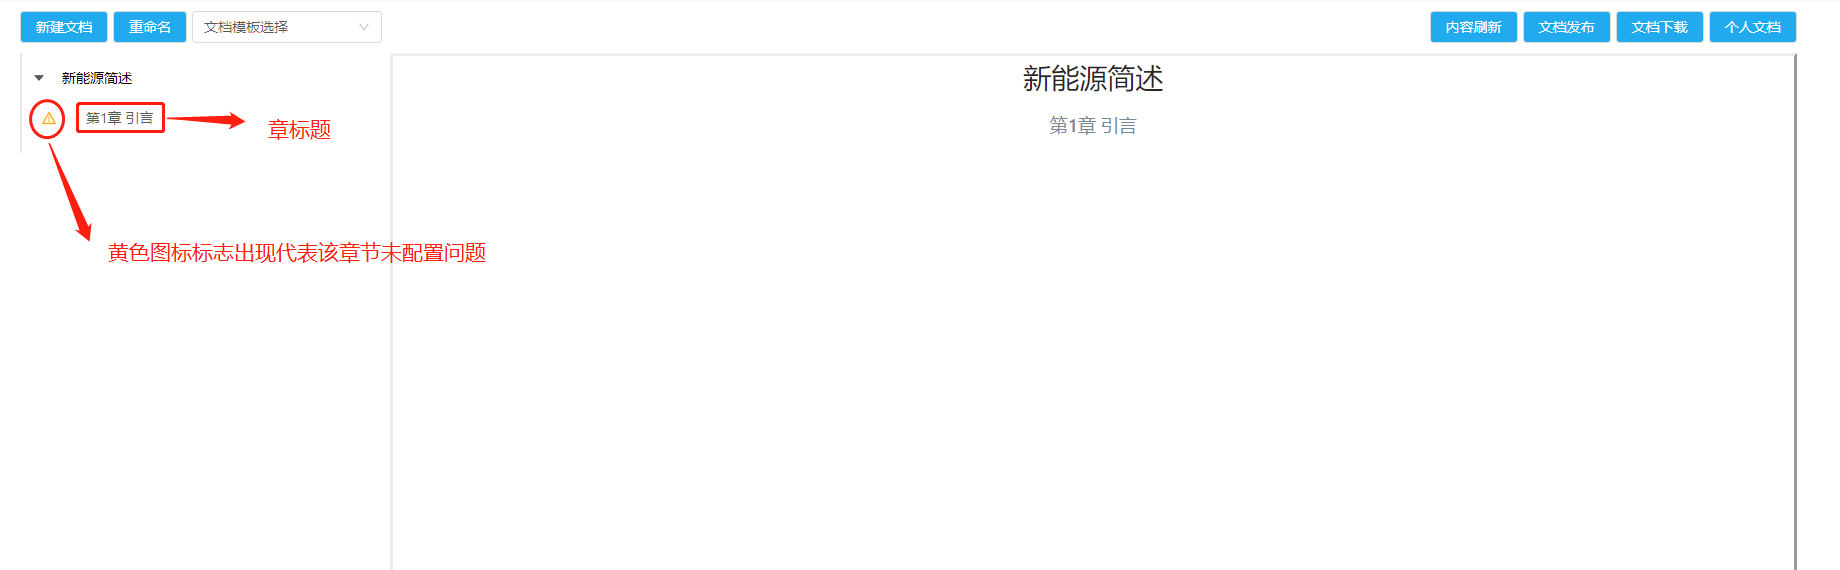 新建文档 重命名 文档模板选择 内容刷新 文档发布 文档下载 个人文档
新能源简述
第1章 引言
章标题
黄色图标标志出现代表该章节未配置问题
新能源简述
第1章 引言